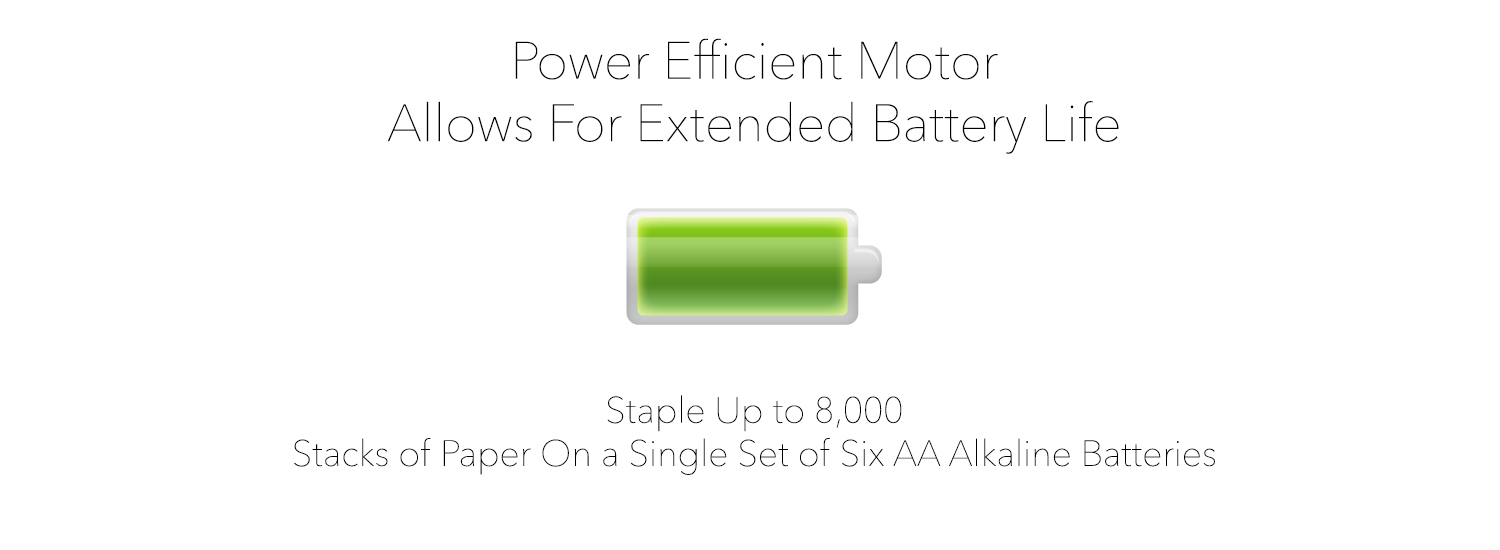 Power Efficient Motor
Allows For Extended Battery Life
Staple Up to 8,000
Stacks of Paper On a Single Set of Six AA Alkaline Batteries